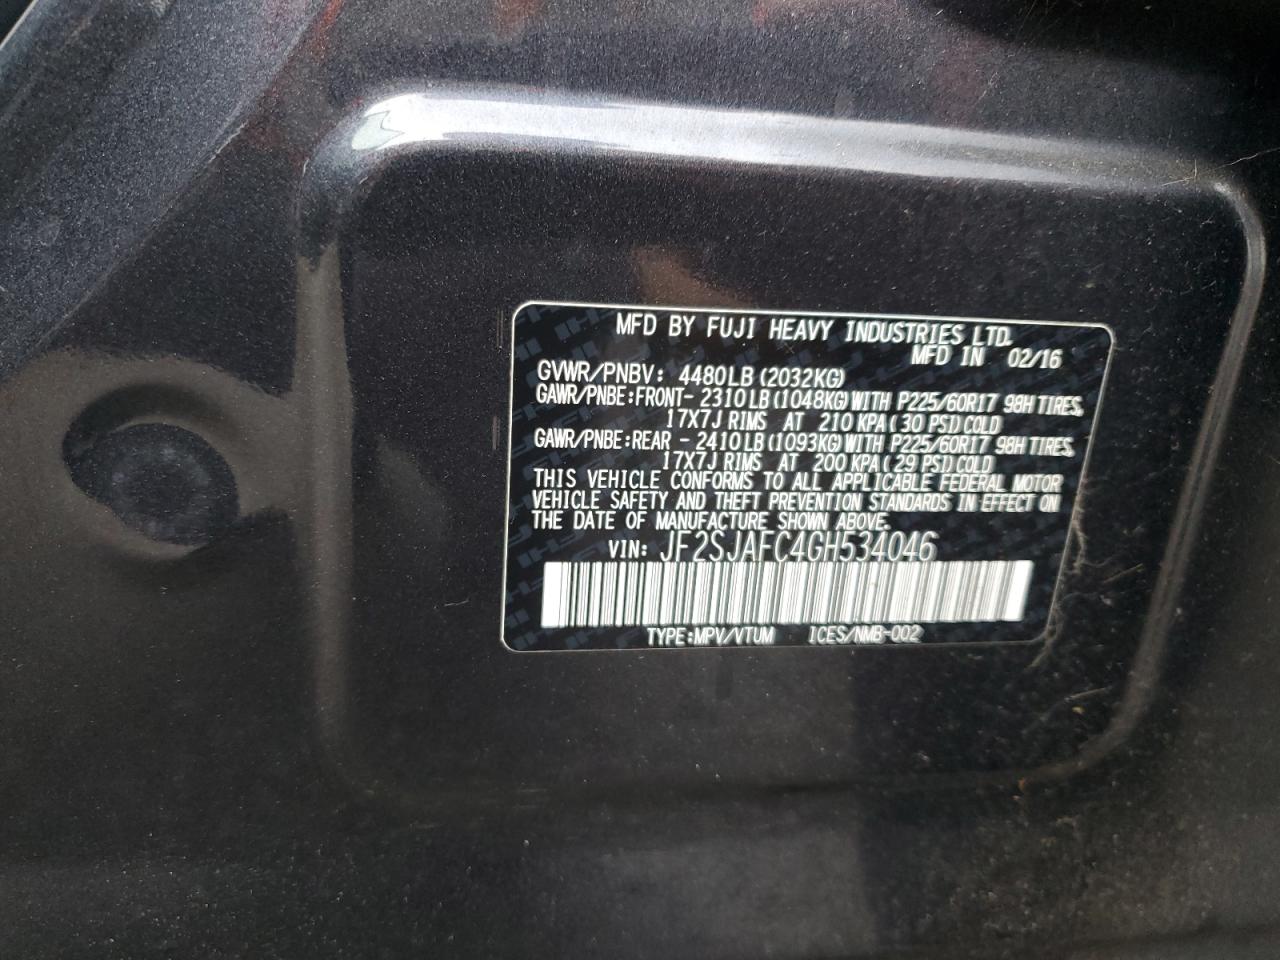 MFD BY FUJI HEAVY INDUSTRIES LTD.
MFD IN 02/16
GVWR/PNBV: 4480LB(2032KG)
GAWR/PNBE:FRONT- 2310LB(1048KG)WITH P225/60R17 98H TIRES,
17X7J RIMS AT 210 KPA(30 PSI)COLD
GAWR/PNBE:REAR - 2410LB(1093KG)WITH P225/60R17 98H TIRES,
17X7J RIMS AT 200 KPA(29 PSI)COLD
THIS VEHICLE CONFORMS TO ALL APPLICABLE FEDERAL MOTOR
VEHICLE SAFETY AND THEFT PREVENTION STANDARDS IN EFFECT ON
THE DATE OF MANUFACTURE SHOWN ABOVE.
VIN: JF2SJAFC4GH534046
TYPE:MPV/VTUM ICES/NMB-002